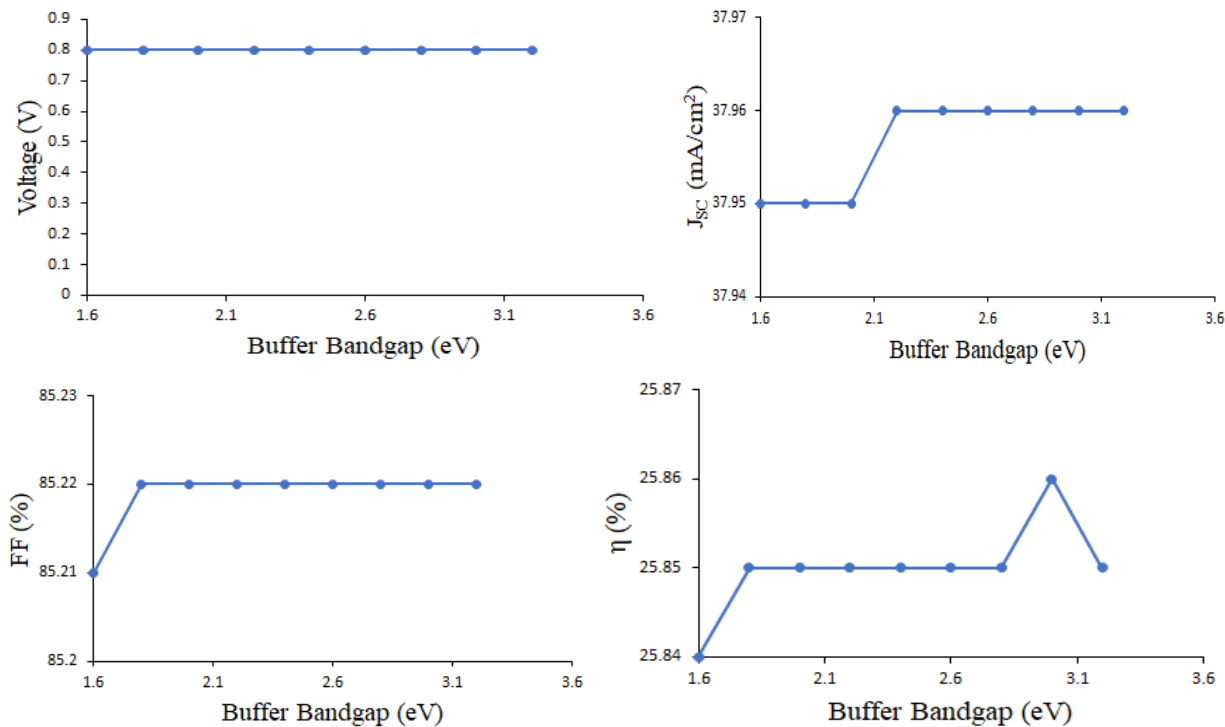 0.9
0.8
0.7
0.6
0.5
0.4
0.3
0.2
0.1
0
Voltage (V)
1.6 2.1 2.6 3.1 3.6
Buffer Bandgap (eV)
37.97
37.96
37.95
37.94
J_SC (mA/cm²)
1.6 2.1 2.6 3.1 3.6
Buffer Bandgap (eV)
85.23
85.22
85.21
85.2
FF (%)
1.6 2.1 2.6 3.1 3.6
Buffer Bandgap (eV)
25.87
25.86
25.85
25.84
η (%)
1.6 2.1 2.6 3.1 3.6
Buffer Bandgap (eV)